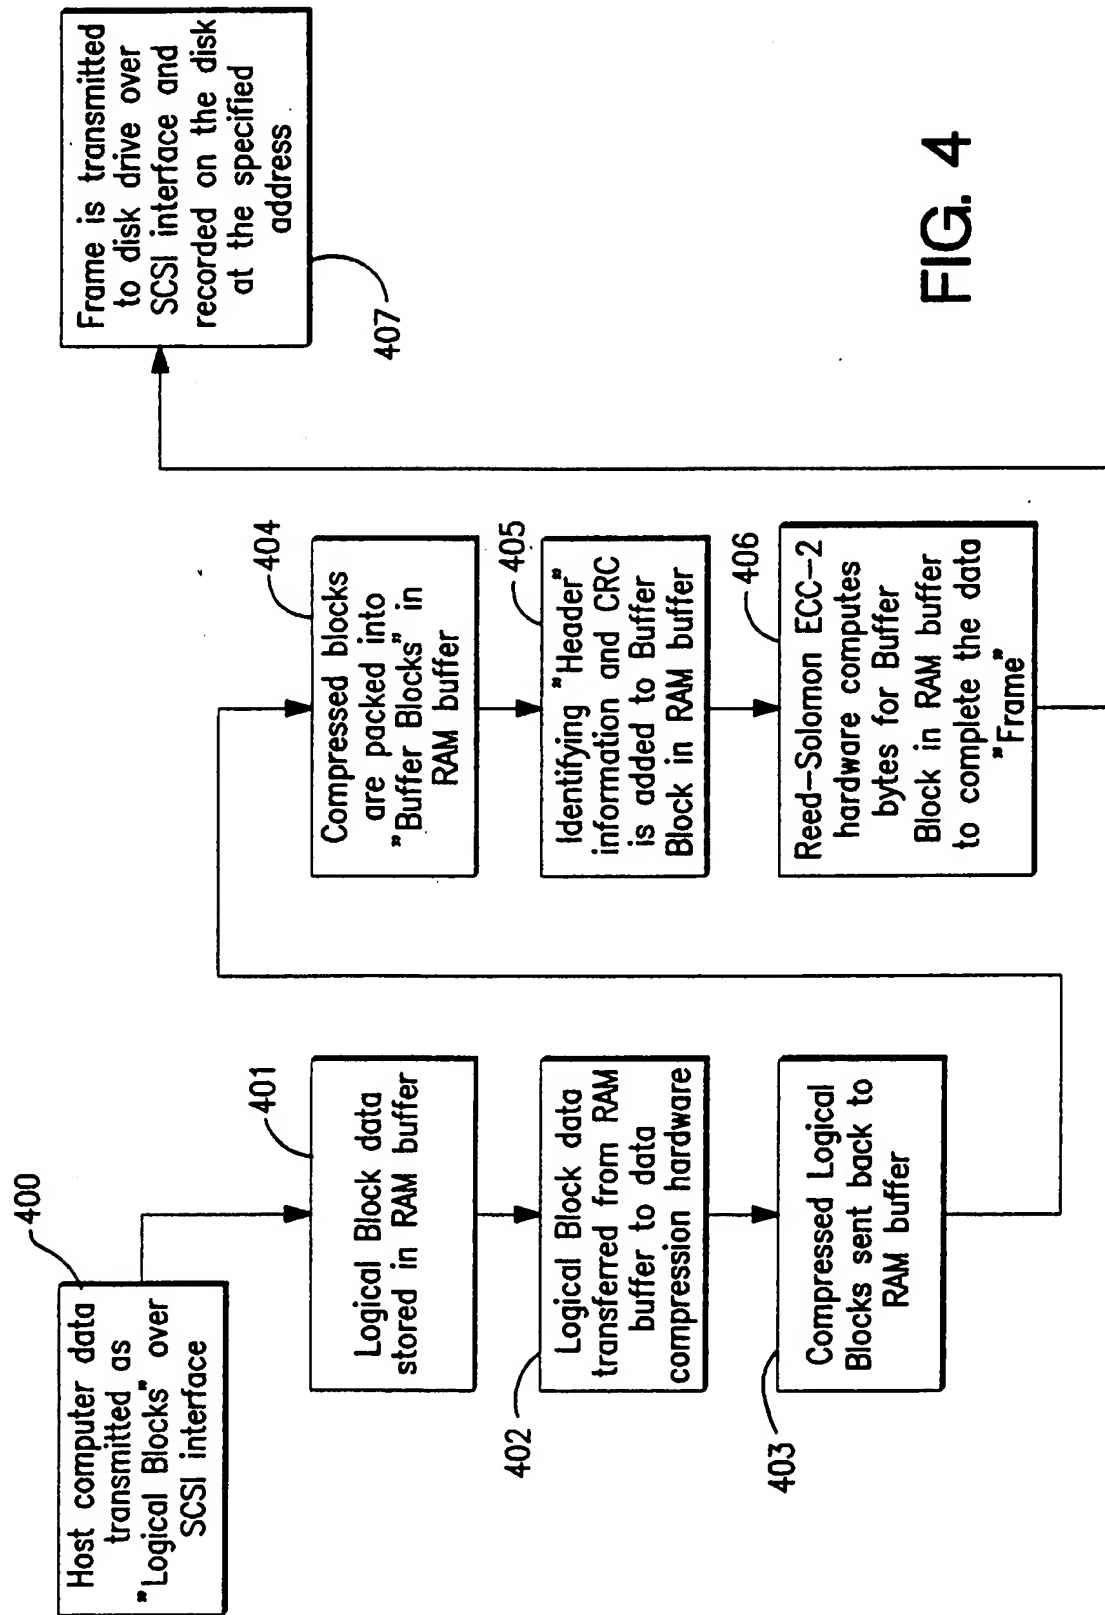 Host computer data
transmitted as
"Logical Blocks" over
SCSI interface
400
Logical Block data
stored in RAM buffer
401
Logical Block data
transferred from RAM
buffer to data
compression hardware
402
Compressed Logical
Blocks sent back to
RAM buffer
403
Compressed blocks
are packed into
"Buffer Blocks" in
RAM buffer
404
Identifying "Header"
information and CRC
is added to Buffer
Block in RAM buffer
405
Reed-Solomon ECC-2
hardware computes
bytes for Buffer
Block in RAM buffer
to complete the data
"Frame"
406
Frame is transmitted
to disk drive over
SCSI interface and
recorded on the disk
at the specified
address
407
FIG. 4